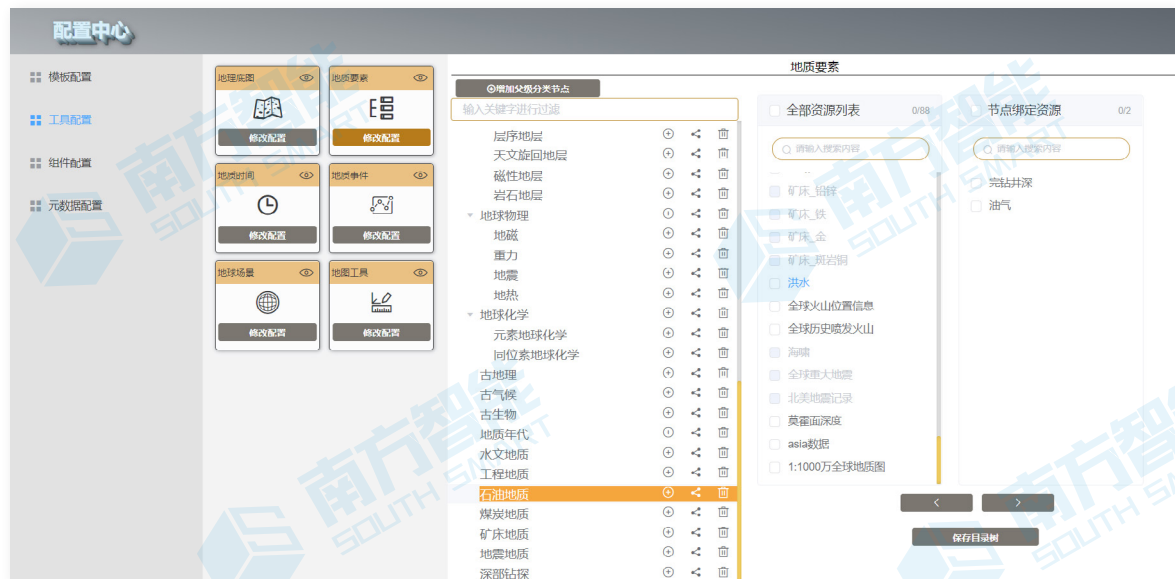 配置中心
模板配置
工具配置
组件配置
元数据配置
地理底图
修改配置
地质要素
修改配置
地质时间
修改配置
地质事件
修改配置
地球场景
修改配置
地图工具
修改配置
地质要素
增加父级分类节点
输入关键字进行过滤
层序地层
天文旋回地层
磁性地层
岩石地层
地球物理
地磁
重力
地震
地热
地球化学
元素地球化学
同位素地球化学
古地理
古气候
古生物
地质年代
水文地质
工程地质
石油地质
煤炭地质
矿床地质
地震地质
深部钻探
全部资源列表 0/88
请输入搜索内容
矿床_铅锌
矿床_铁
矿床_金
矿床_斑岩铜
洪水
全球火山位置信息
全球历史喷发火山
海啸
全球重大地震
北美地震记录
莫霍面深度
asia数据
1:1000万全球地质图
节点绑定资源 0/2
请输入搜索内容
完钻井深
油气
保存目录树
南方智能
SOUTH SMART